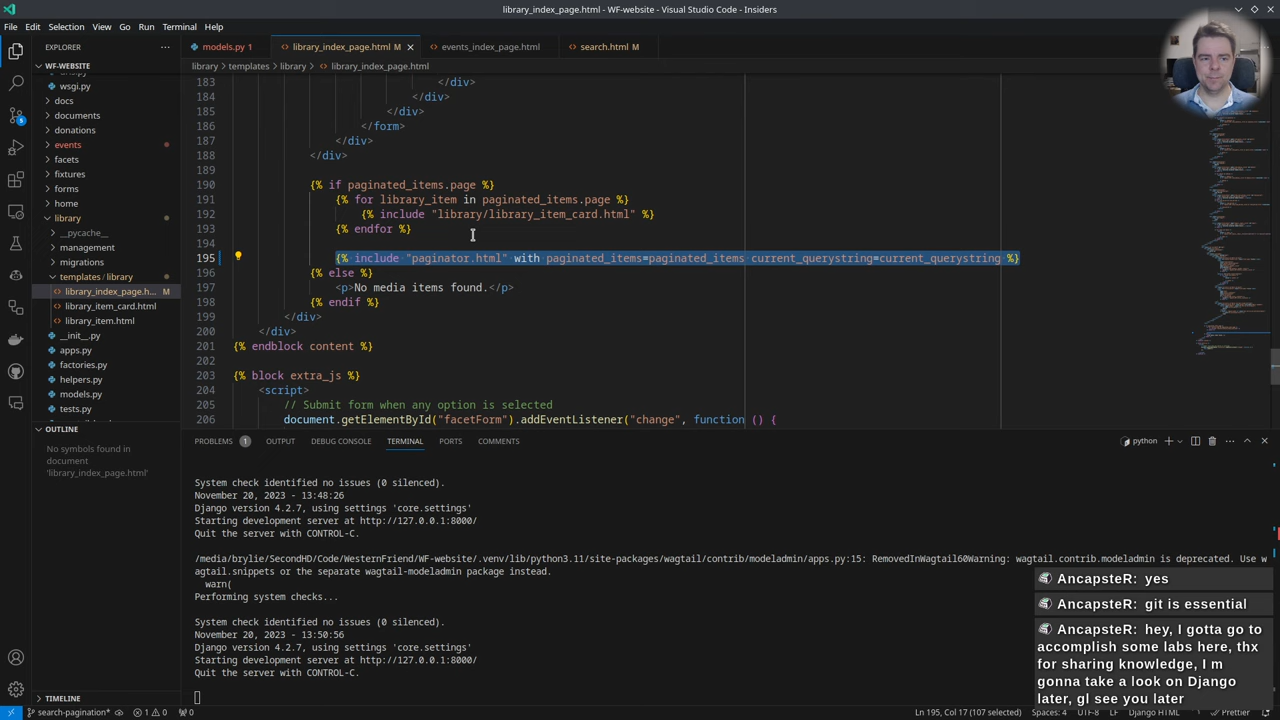 library_index_page.html - WF-website - Visual Studio Code - Insiders
File Edit Selection View Go Run Terminal Help
EXPLORER ···
models.py 1 library_index_page.html M events_index_page.html search.html M
library > templates > library > library_index_page.html
WF-WEBSITE
wsgi.py
docs
documents
donations
events
facets
fixtures
forms
home
library
__pycache__
management
migrations
templates / library
library_index_page.h... M
library_item_card.html
library_item.html
__init__.py
apps.py
factories.py
helpers.py
models.py
tests.py
OUTLINE
No symbols found in
document
'library_index_page.html'
TIMELINE
183 </div>
184 </div>
185 </div>
186 </form>
187 </div>
188 </div>
189
190 {% if paginated_items.page %}
191 {% for library_item in paginated_items.page %}
192 {% include "library/library_item_card.html" %}
193 {% endfor %}
194
195 {% include "paginator.html" with paginated_items=paginated_items current_querystring=current_querystring %}
196 {% else %}
197 <p>No media items found.</p>
198 {% endif %}
199 </div>
200 </div>
201 {% endblock content %}
202
203 {% block extra_js %}
204 <script>
205 // Submit form when any option is selected
206 document.getElementById("facetForm").addEventListener("change", function () {
PROBLEMS 1 OUTPUT DEBUG CONSOLE TERMINAL PORTS COMMENTS
python
System check identified no issues (0 silenced).
November 20, 2023 - 13:48:26
Django version 4.2.7, using settings 'core.settings'
Starting development server at http://127.0.0.1:8000/
Quit the server with CONTROL-C.
/media/brylie/SecondHD/Code/WesternFriend/WF-website/.venv/lib/python3.11/site-packages/wagtail/contrib/modeladmin/apps.py:15: RemovedInWagtail60Warning: wagtail.contrib.modeladmin is deprecated. Use w
agtail.snippets or the separate wagtail-modeladmin package instead.
warn(
Performing system checks...
System check identified no issues (0 silenced).
November 20, 2023 - 13:50:56
Django version 4.2.7, using settings 'core.settings'
Starting development server at http://127.0.0.1:8000/
Quit the server with CONTROL-C.
AncapsteR: yes
AncapsteR: git is essential
AncapsteR: hey, I gotta go to
accomplish some labs here, thx
for sharing knowledge, I m
gonna take a look on Django
later, gl see you later
search-pagination* 1 0 0 Ln 195, Col 17 (107 selected) Spaces: 4 UTF-8 LF Django HTML Prettier